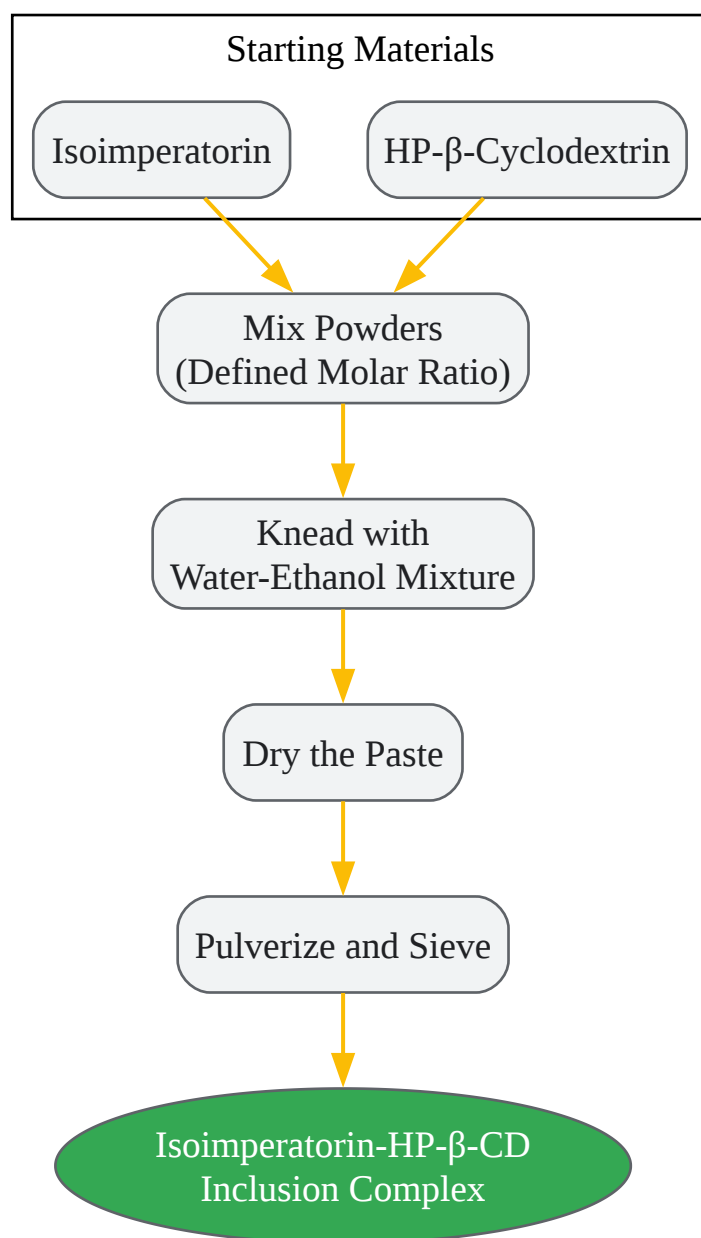 Starting Materials
Isoimperatorin
HP-β-Cyclodextrin
Mix Powders
(Defined Molar Ratio)
Knead with
Water-Ethanol Mixture
Dry the Paste
Pulverize and Sieve
Isoimperatorin-HP-β-CD
Inclusion Complex